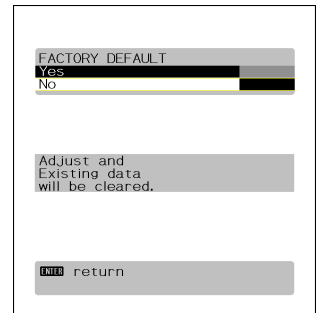 FACTORY DEFAULT
Yes
No
Adjust and
Existing data
will be cleared.
ENTER return